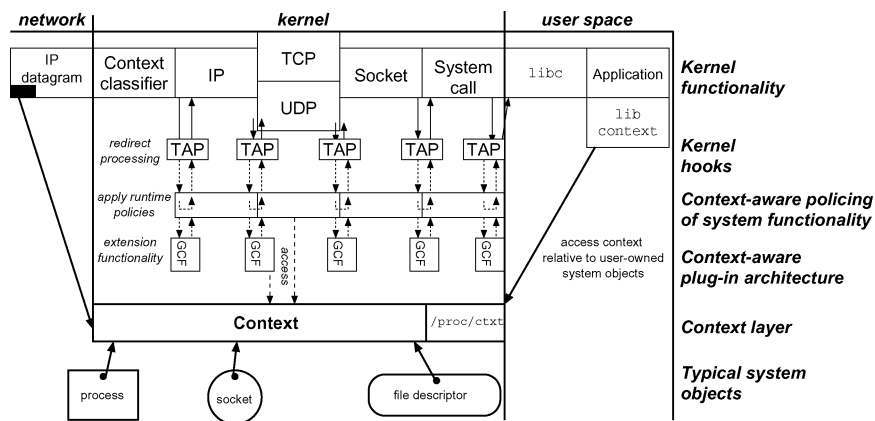 network kernel user space
IP
datagram
Context
classifier
IP
TCP
UDP
Socket
System
call
libc
Application
Kernel
functionality
lib
context
redirect
processing
TAP TAP TAP TAP TAP
Kernel
hooks
apply runtime
policies
Context-aware policing
of system functionality
extension
functionality
GCF GCF GCF GCF GCF
access
access context
relative to user-owned
system objects
Context-aware
plug-in architecture
Context
/proc/ctxt
Context layer
process
socket
file descriptor
Typical system
objects